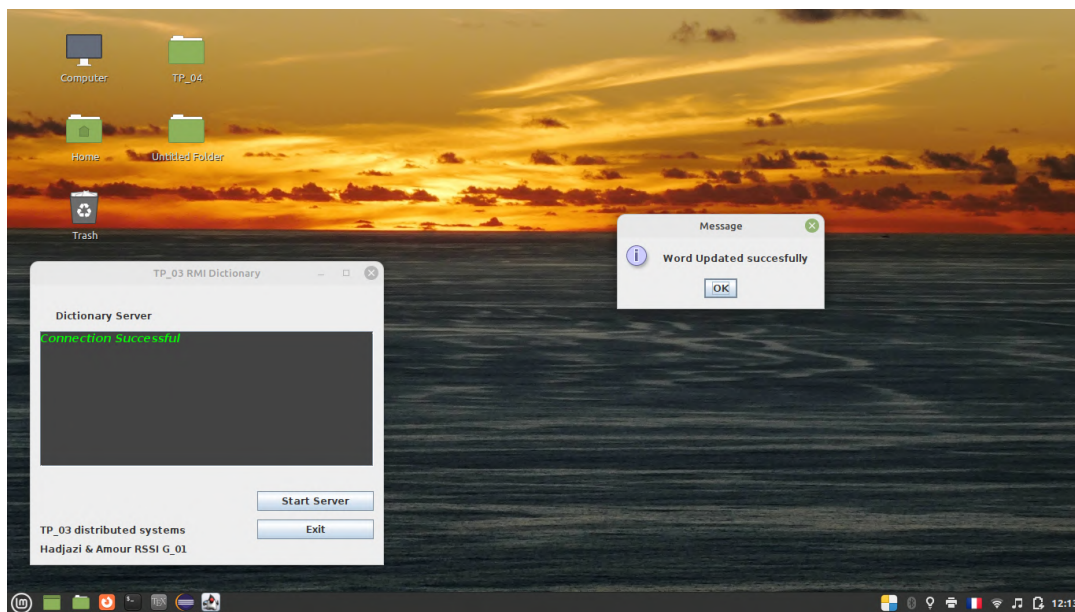 Computer
TP_04
Home
Untitled Folder
Trash
Message
Word Updated succesfully
OK
TP_03 RMI Dictionary
Dictionary Server
Connection Successful
Start Server
TP_03 distributed systems
Exit
Hadjazi & Amour RSSI G_01
12:13